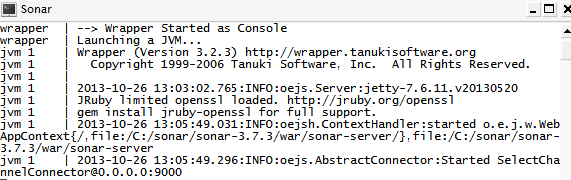 Sonar
wrapper  | --> Wrapper Started as Console
wrapper  | Launching a JVM...
jvm 1    | Wrapper (Version 3.2.3) http://wrapper.tanukisoftware.org
jvm 1    |   Copyright 1999-2006 Tanuki Software, Inc.  All Rights Reserved.
jvm 1    |
jvm 1    | 2013-10-26 13:03:02.765:INFO:oejs.Server:jetty-7.6.11.v20130520
jvm 1    | JRuby limited openssl loaded. http://jruby.org/openssl
jvm 1    | gem install jruby-openssl for full support.
jvm 1    | 2013-10-26 13:05:49.031:INFO:oejsh.ContextHandler:started o.e.j.w.Web
AppContext{/,file:/C:/sonar/sonar-3.7.3/war/sonar-server/},file:/C:/sonar/sonar-
3.7.3/war/sonar-server
jvm 1    | 2013-10-26 13:05:49.296:INFO:oejs.AbstractConnector:Started SelectCha
nnelConnector@0.0.0.0:9000